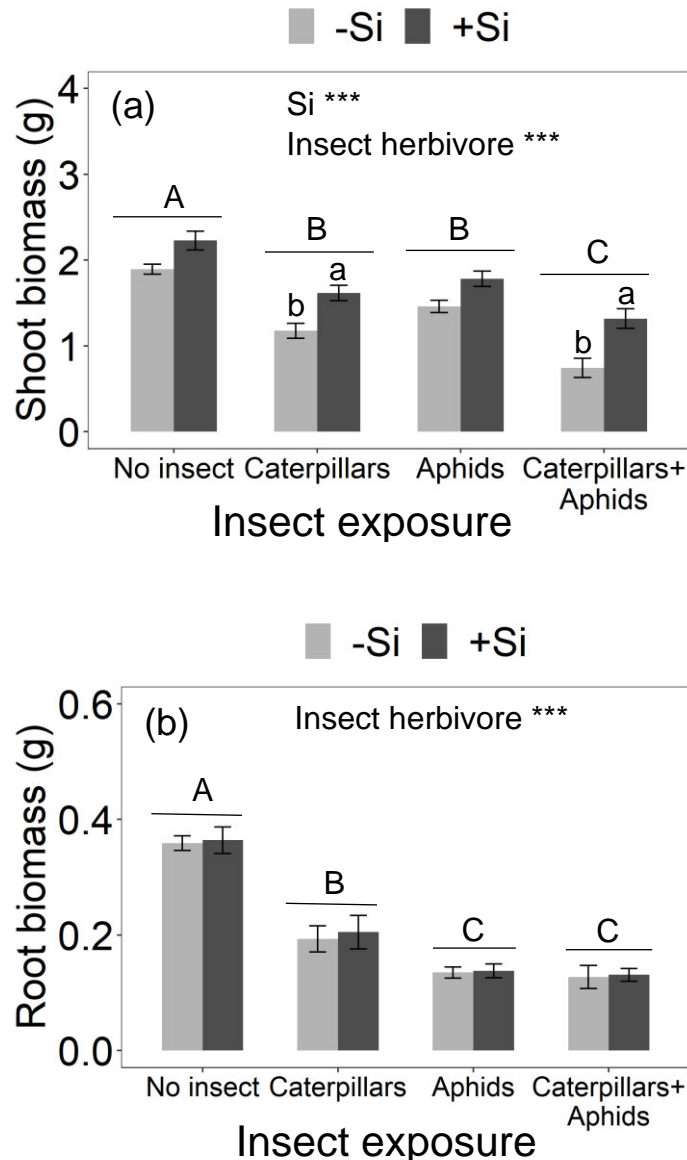 -Si +Si
(a)
Si ***
Insect herbivore ***
Shoot biomass (g)
4
3
2
1
0
A
B
B
C
b a
b a
No insect Caterpillars Aphids Caterpillars+
Aphids
Insect exposure
-Si +Si
(b)
Insect herbivore ***
Root biomass (g)
0.6
0.4
0.2
0.0
A
B
C
C
No insect Caterpillars Aphids Caterpillars+
Aphids
Insect exposure